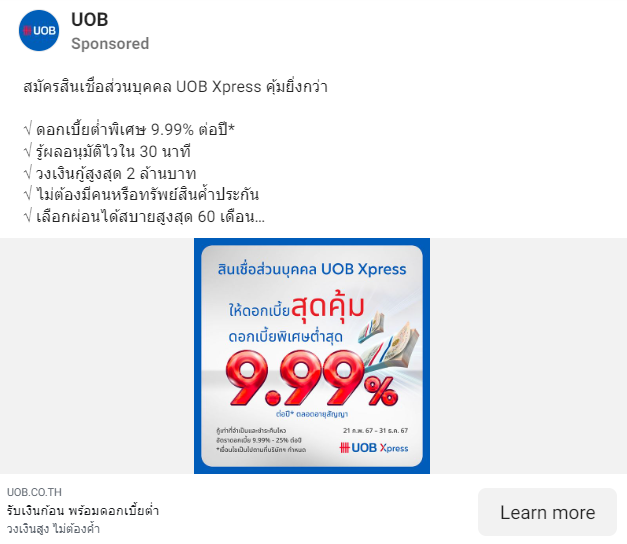 UOB
UOB
Sponsored
สมัครสินเชื่อส่วนบุคคล UOB Xpress คุ้มยิ่งกว่า
√ ดอกเบี้ยต่ำพิเศษ 9.99% ต่อปี*
√ รู้ผลอนุมัติไวใน 30 นาที
√ วงเงินกู้สูงสุด 2 ล้านบาท
√ ไม่ต้องมีคนหรือทรัพย์สินค้ำประกัน
√ เลือกผ่อนได้สบายสูงสุด 60 เดือน...
สินเชื่อส่วนบุคคล UOB Xpress
ให้ดอกเบี้ยสุดคุ้ม
ดอกเบี้ยพิเศษต่ำสุด
9.99%
ต่อปี* ตลอดอายุสัญญา
กู้เท่าที่จำเป็นและชำระคืนไหว
อัตราดอกเบี้ย 9.99% - 25% ต่อปี
*เงื่อนไขเป็นไปตามที่บริษัทฯ กำหนด
21 ก.พ. 67 - 31 ธ.ค. 67
UOB Xpress
UOB.CO.TH
รับเงินก้อน พร้อมดอกเบี้ยต่ำ
วงเงินสูง ไม่ต้องค้ำ
Learn more